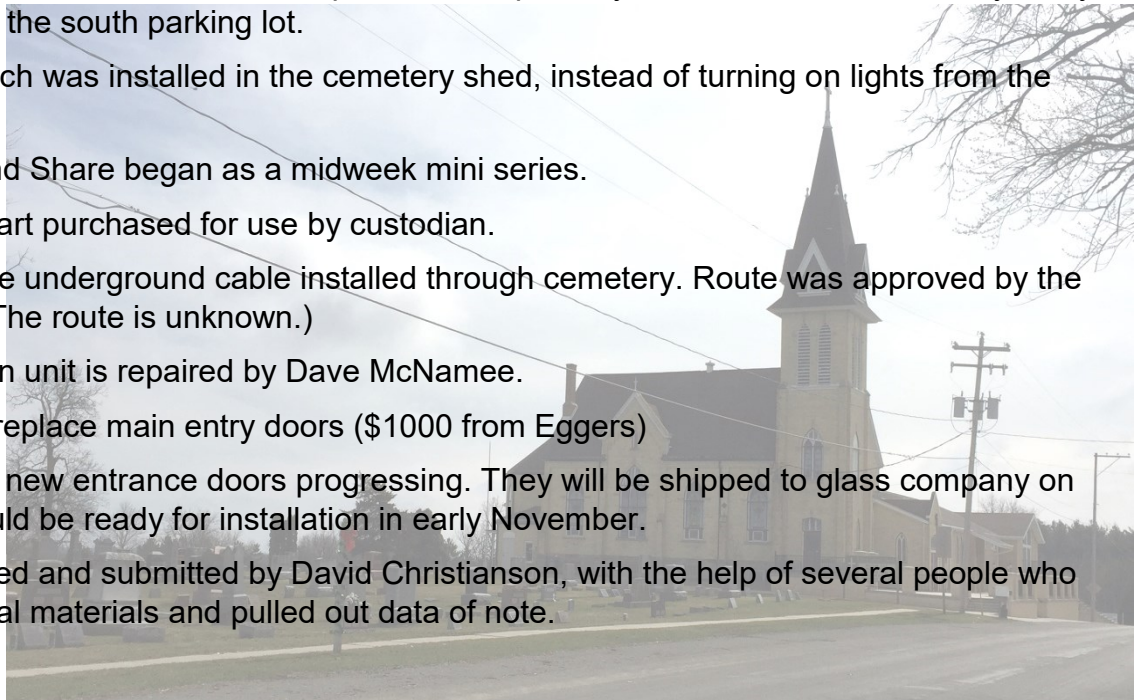 the south parking lot.
ch was installed in the cemetery shed, instead of turning on lights from the
d Share began as a midweek mini series.
art purchased for use by custodian.
e underground cable installed through cemetery. Route was approved by the
The route is unknown.)
n unit is repaired by Dave McNamee.
replace main entry doors ($1000 from Eggers)
new entrance doors progressing. They will be shipped to glass company on
uld be ready for installation in early November.
ed and submitted by David Christianson, with the help of several people who
al materials and pulled out data of note.